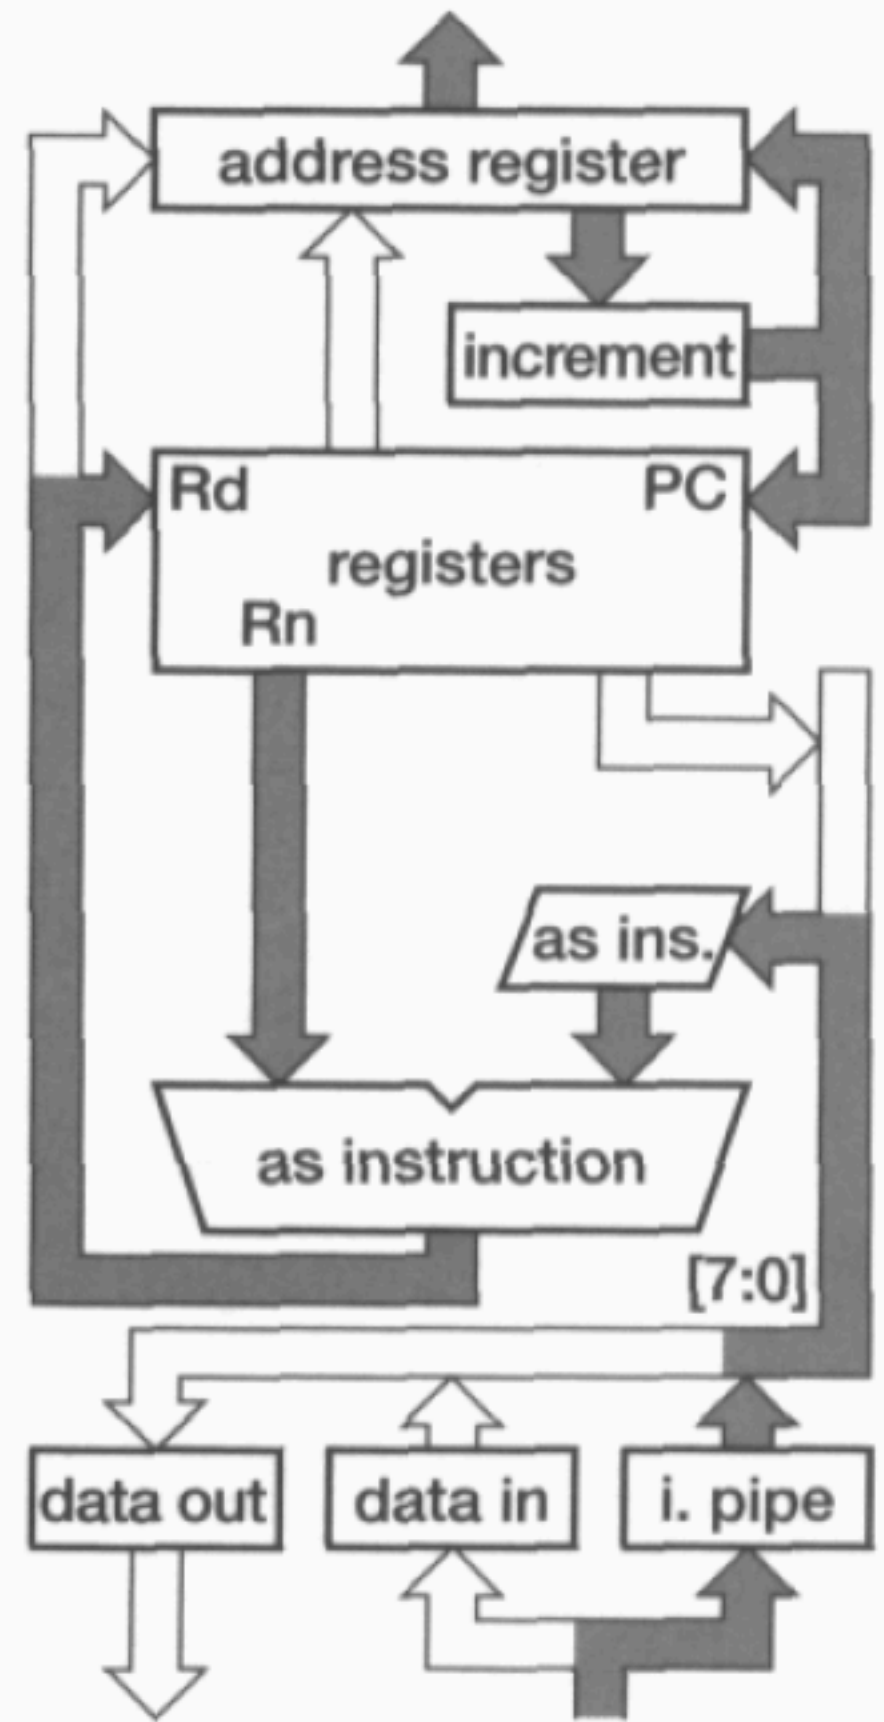 address register
increment
Rd
PC
registers
Rn
as ins.
as instruction
[7:0]
data out
data in
i. pipe